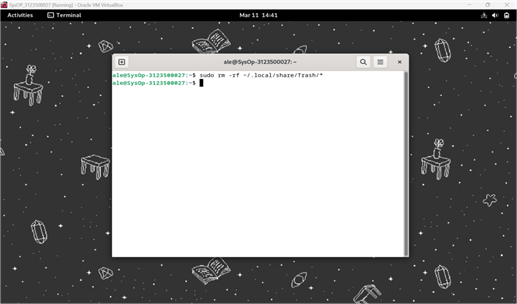 SysOp_3123500027 [Running] - Oracle VM VirtualBox
Activities Terminal Mar 11 14:41
ale@SysOp-3123500027: ~
ale@SysOp-3123500027:~$ sudo rm -rf ~/.local/share/Trash/*
ale@SysOp-3123500027:~$